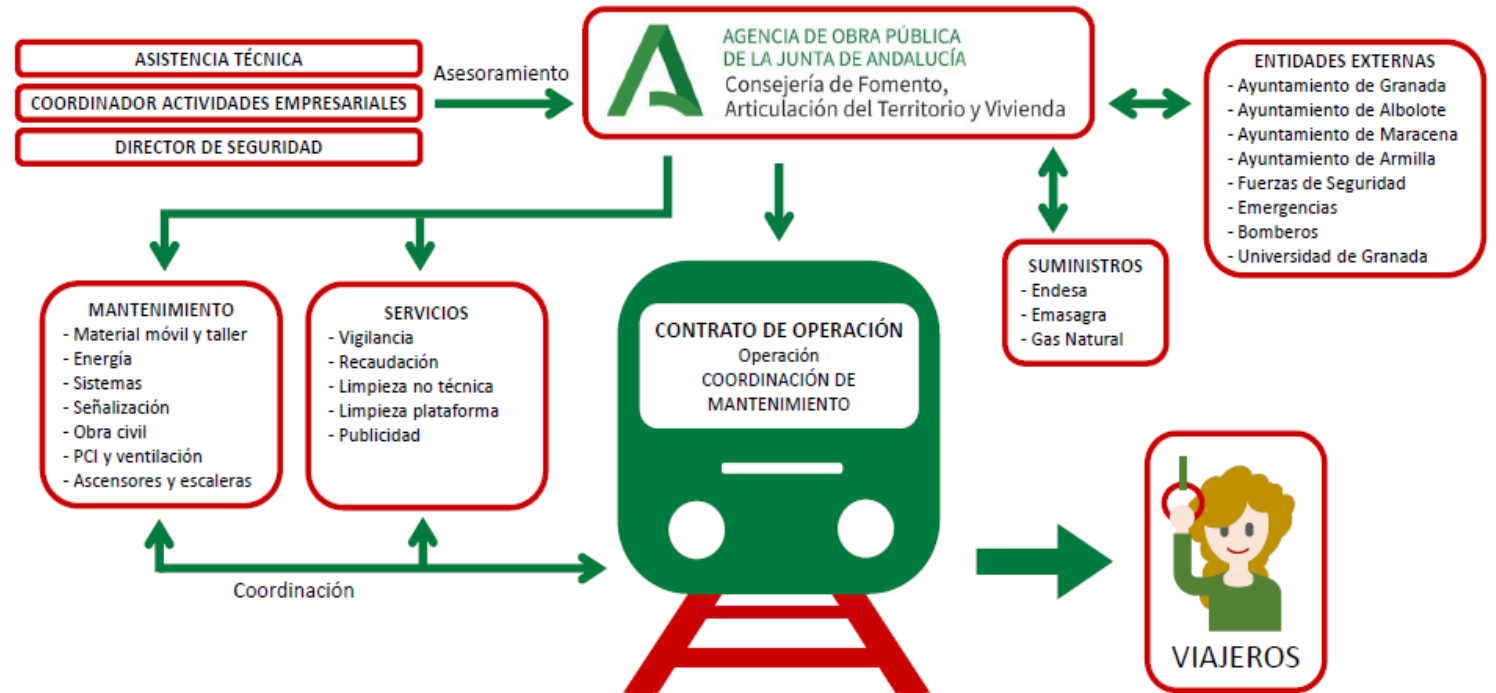 ASISTENCIA TÉCNICA
COORDINADOR ACTIVIDADES EMPRESARIALES
DIRECTOR DE SEGURIDAD
Asesoramiento
AGENCIA DE OBRA PÚBLICA
DE LA JUNTA DE ANDALUCÍA
Consejería de Fomento,
Articulación del Territorio y Vivienda
ENTIDADES EXTERNAS
- Ayuntamiento de Granada
- Ayuntamiento de Albolote
- Ayuntamiento de Maracena
- Ayuntamiento de Armilla
- Fuerzas de Seguridad
- Emergencias
- Bomberos
- Universidad de Granada
MANTENIMIENTO
- Material móvil y taller
- Energía
- Sistemas
- Señalización
- Obra civil
- PCI y ventilación
- Ascensores y escaleras
SERVICIOS
- Vigilancia
- Recaudación
- Limpieza no técnica
- Limpieza plataforma
- Publicidad
CONTRATO DE OPERACIÓN
Operación
COORDINACIÓN DE
MANTENIMIENTO
SUMINISTROS
- Endesa
- Emasagra
- Gas Natural
Coordinación
VIAJEROS